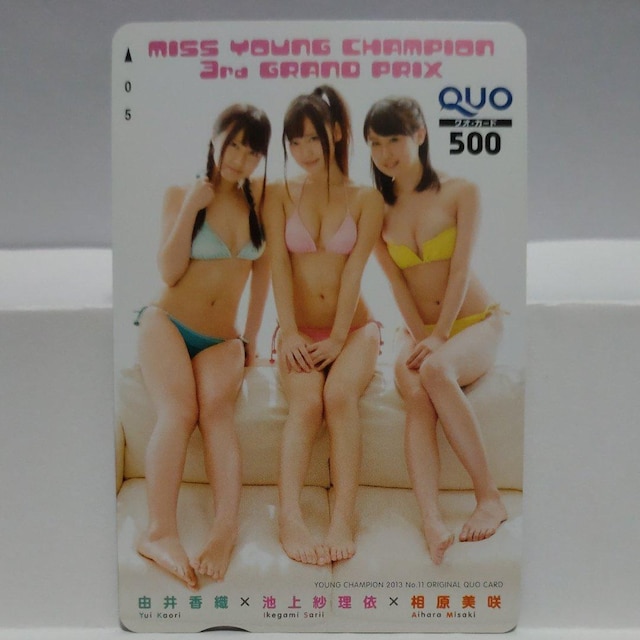 MISS YOUNG CHAMPION
3rd GRAND PRIX
0
5
QUO
クオ・カード
500
YOUNG CHAMPION 2013 No.11 ORIGINAL QUO CARD
由井香織 × 池上紗理依 × 相原美咲
Yui Kaori Ikegami Sarii Aihara Misaki